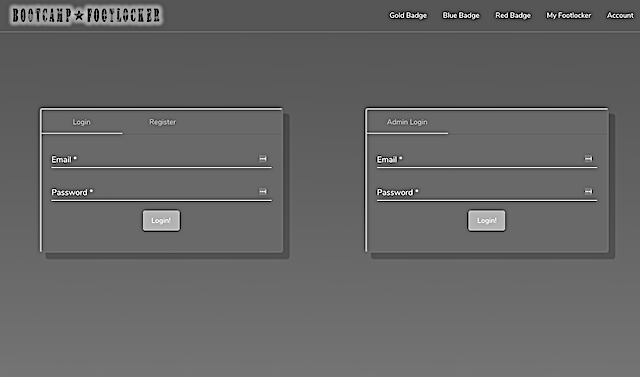 BOOTCAMP★FOOTLOCKER
Gold Badge Blue Badge Red Badge My Footlocker Account
Login Register
Email *
Password *
Login!
Admin Login
Email *
Password *
Login!